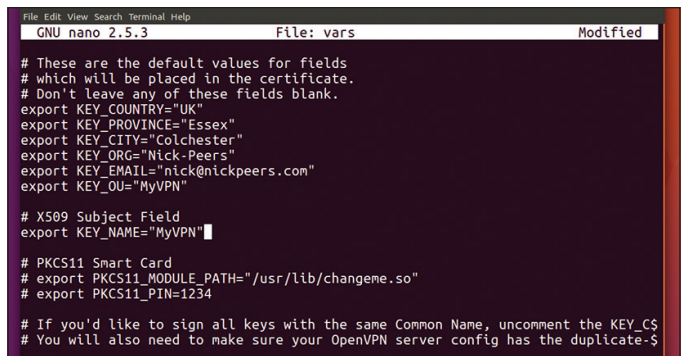 File Edit View Search Terminal Help
GNU nano 2.5.3 File: vars Modified
# These are the default values for fields
# which will be placed in the certificate.
# Don't leave any of these fields blank.
export KEY_COUNTRY="UK"
export KEY_PROVINCE="Essex"
export KEY_CITY="Colchester"
export KEY_ORG="Nick-Peers"
export KEY_EMAIL="nick@nickpeers.com"
export KEY_OU="MyVPN"
# X509 Subject Field
export KEY_NAME="MyVPN"
# PKCS11 Smart Card
# export PKCS11_MODULE_PATH="/usr/lib/changeme.so"
# export PKCS11_PIN=1234
# If you'd like to sign all keys with the same Common Name, uncomment the KEY_C$
# You will also need to make sure your OpenVPN server config has the duplicate-$